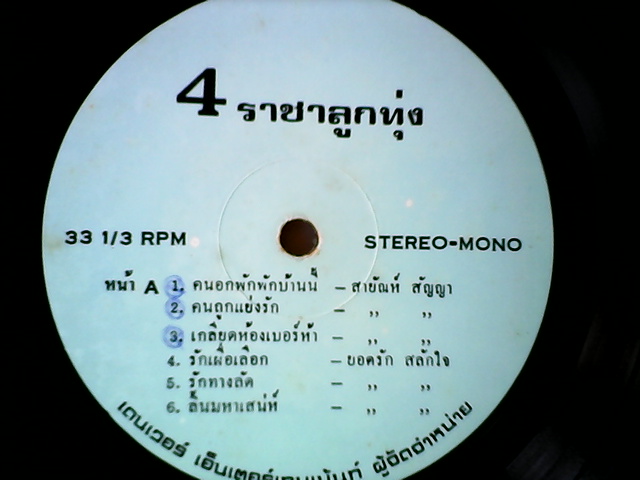 4 ราชาลูกทุ่ง
33 1/3 RPM
STEREO-MONO
หน้า A 1. คนอกพักพักบ้านนี้ – สายัณห์ สัญญา
2. คนถูกแย่งรัก – ,, ,,
3. เกลียดห้องเบอร์ห้า – ,, ,,
4. รักเผื่อเลือก – ยอดรัก สลักใจ
5. รักทางลัด – ,, ,,
6. ลิ้นมหาเสน่ห์ – ,, ,,
เดนเวอร์ เอ็นเตอร์เทนเม้นท์ ผู้จัดจำหน่าย